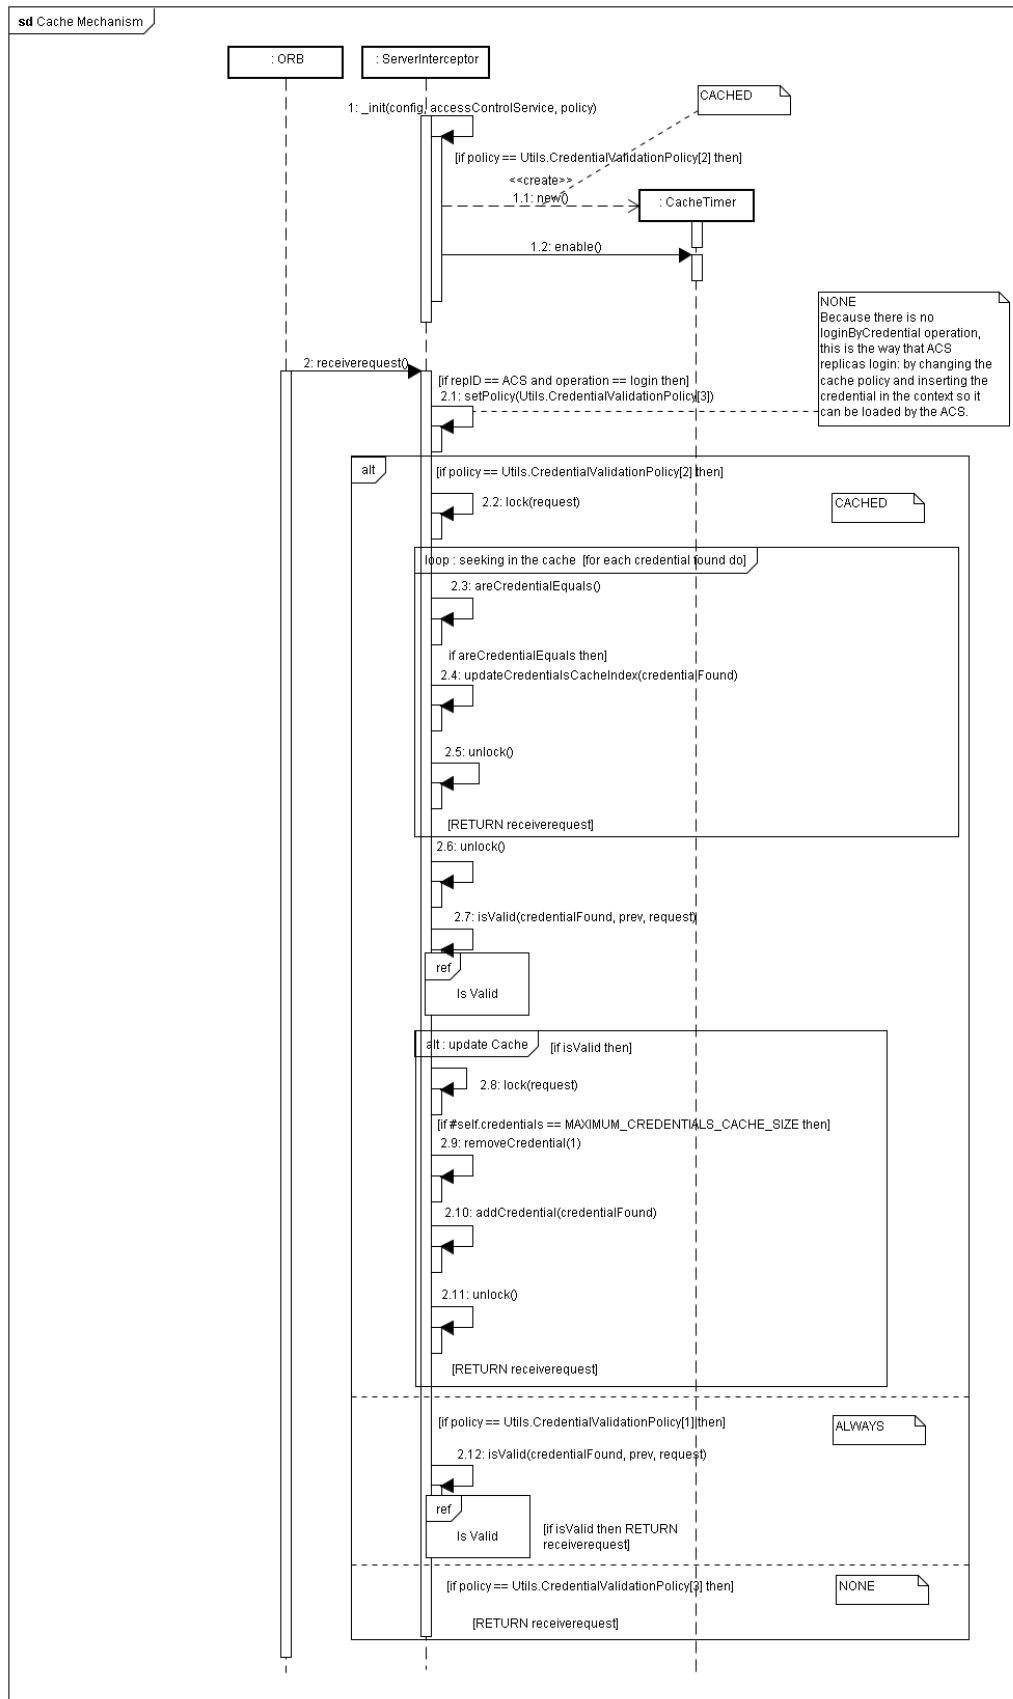 sd Cache Mechanism
: ORB
: ServerInterceptor
CACHED
1: _init(config, accessControlService, policy)
[if policy == Utils.CredentialValidationPolicy[2] then]
<<create>>
1.1: new()
: CacheTimer
1.2: enable()
NONE
Because there is no
loginByCredential operation,
this is the way that ACS
replicas login: by changing the
cache policy and inserting the
credential in the context so it
can be loaded by the ACS.
2: receiverequest()
[if repID == ACS and operation == login then]
2.1: setPolicy(Utils.CredentialValidationPolicy[3])
alt
[if policy == Utils.CredentialValidationPolicy[2] then]
2.2: lock(request)
CACHED
loop : seeking in the cache [for each credential found do]
2.3: areCredentialEquals()
if areCredentialEquals then]
2.4: updateCredentialsCacheIndex(credentialFound)
2.5: unlock()
[RETURN receiverequest]
2.6: unlock()
2.7: isValid(credentialFound, prev, request)
ref
Is Valid
alt : update Cache
[if isValid then]
2.8: lock(request)
[if #self.credentials == MAXIMUM_CREDENTIALS_CACHE_SIZE then]
2.9: removeCredential(1)
2.10: addCredential(credentialFound)
2.11: unlock()
[RETURN receiverequest]
[if policy == Utils.CredentialValidationPolicy[1] then]
ALWAYS
2.12: isValid(credentialFound, prev, request)
ref
Is Valid
[if isValid then RETURN
receiverequest]
[if policy == Utils.CredentialValidationPolicy[3] then]
NONE
[RETURN receiverequest]